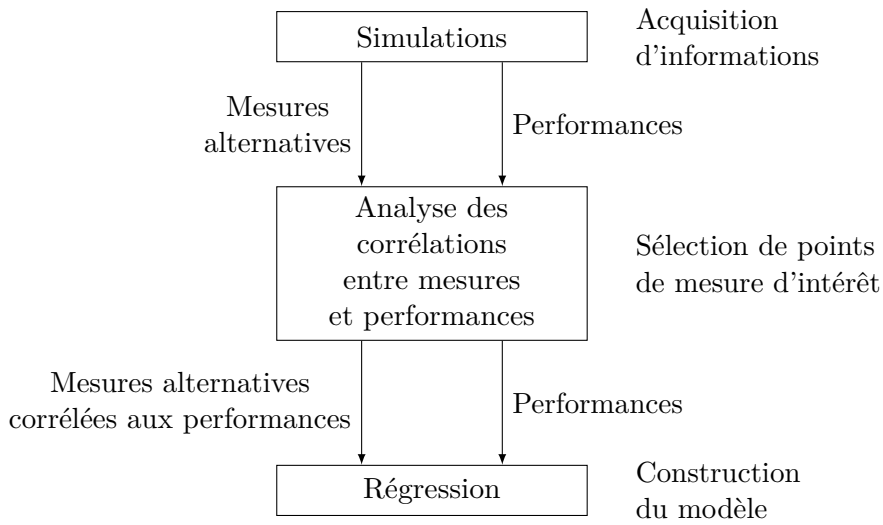 Simulations
Acquisition
d'informations
Mesures
alternatives
Performances
Analyse des
corrélations
entre mesures
et performances
Sélection de points
de mesure d'intérêt
Mesures alternatives
corrélées aux performances
Performances
Régression
Construction
du modèle